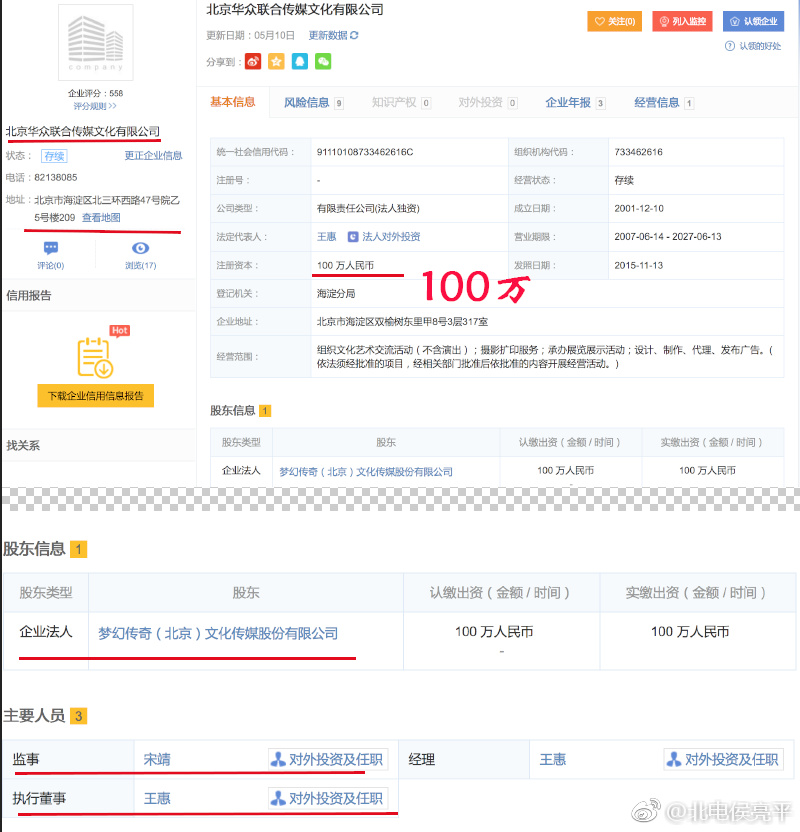 北京华众联合传媒文化有限公司
更新日期：05月10日 更新数据
分享到：
关注(0) 列入监控 认领企业
? 认领的好处
company
企业评分：558
评分规则>>
北京华众联合传媒文化有限公司
状态： 存续 更正企业信息
电话：82138085
地址：北京市海淀区北三环西路47号院乙
5号楼209 查看地图
评论(0) 浏览(17)
信用报告
Hot
下载企业信用信息报告
找关系
基本信息 风险信息 9 知识产权 0 对外投资 0 企业年报 3 经营信息 1
统一社会信用代码： 91110108733462616C 组织机构代码： 733462616
注册号： - 经营状态： 存续
公司类型： 有限责任公司(法人独资) 成立日期： 2001-12-10
法定代表人： 王惠 法人对外投资 营业期限： 2007-06-14 - 2027-06-13
注册资本： 100 万人民币 发照日期： 2015-11-13
100万
登记机关： 海淀分局
企业地址： 北京市海淀区双榆树东里甲8号3层317室
经营范围： 组织文化艺术交流活动（不含演出）；摄影扩印服务；承办展览展示活动；设计、制作、代理、发布广告。（
依法须经批准的项目，经相关部门批准后依批准的内容开展经营活动。）
股东信息 1
股东类型 股东 认缴出资（金额 / 时间 ） 实缴出资（金额 / 时间 ）
企业法人 梦幻传奇（北京）文化传媒股份有限公司 100 万人民币 100 万人民币
-
股东信息 1
股东类型 股东 认缴出资（金额 / 时间 ） 实缴出资（金额 / 时间 ）
企业法人 梦幻传奇（北京）文化传媒股份有限公司 100 万人民币 100 万人民币
-
主要人员 3
监事 宋靖 对外投资及任职 经理 王惠 对外投资及任职
执行董事 王惠 对外投资及任职
@北电侯亮平